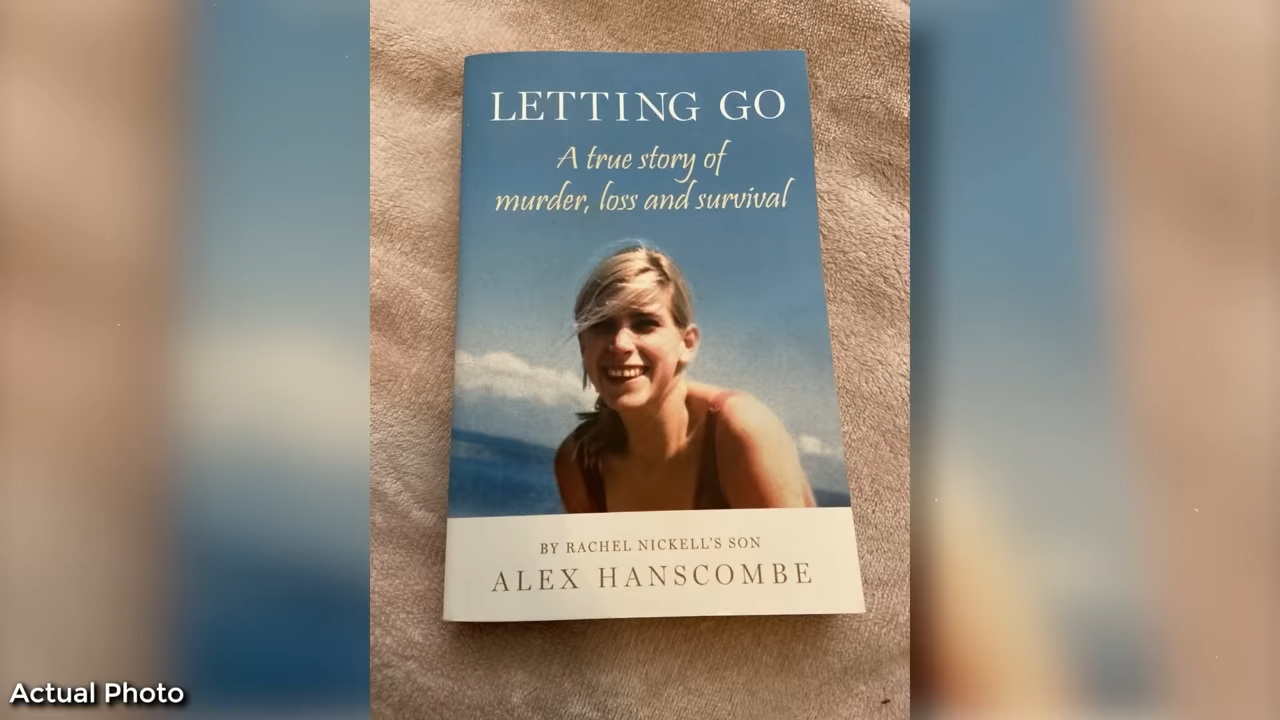 LETTING GO
A true story of
murder, loss and survival
BY RACHEL NICKELL'S SON
ALEX HANSCOMBE
Actual Photo